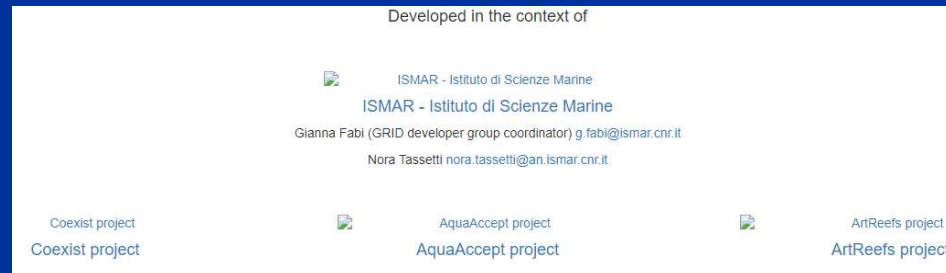 Developed in the context of
ISMAR - Istituto di Scienze Marine
ISMAR - Istituto di Scienze Marine
Gianna Fabi (GRID developer group coordinator) g.fabi@ismar.cnr.it
Nora Tassetti nora.tassetti@an.ismar.cnr.it
Coexist project AquaAccept project ArtReefs project
Coexist project AquaAccept project ArtReefs project